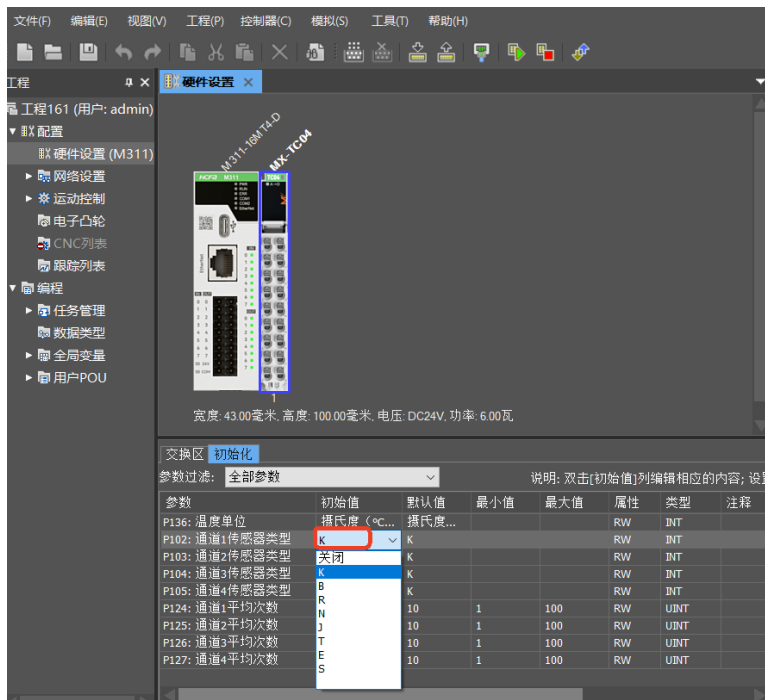 文件(F) 编辑(E) 视图(V) 工程(P) 控制器(C) 模拟(S) 工具(T) 帮助(H)
工程
硬件设置
工程161 (用户: admin)
配置
硬件设置 (M311)
网络设置
运动控制
电子凸轮
CNC列表
跟踪列表
编程
任务管理
数据类型
全局变量
用户POU
M311-16MT4-D
MX-TC04
HCFA M311
1
宽度: 43.00毫米, 高度: 100.00毫米, 电压: DC24V, 功率: 6.00瓦
交换区 初始化
参数过滤: 全部参数 说明: 双击[初始值]列编辑相应的内容; 设
参数 初始值 默认值 最小值 最大值 属性 类型 注释
P136: 温度单位 摄氏度（℃... 摄氏度... RW INT
P102: 通道1传感器类型 K K RW INT
P103: 通道2传感器类型 K RW INT
P104: 通道3传感器类型 K RW INT
P105: 通道4传感器类型 K RW INT
P124: 通道1平均次数 10 1 100 RW UINT
P125: 通道2平均次数 10 1 100 RW UINT
P126: 通道3平均次数 10 1 100 RW UINT
P127: 通道4平均次数 10 1 100 RW UINT
关闭
K
B
R
N
J
T
E
S